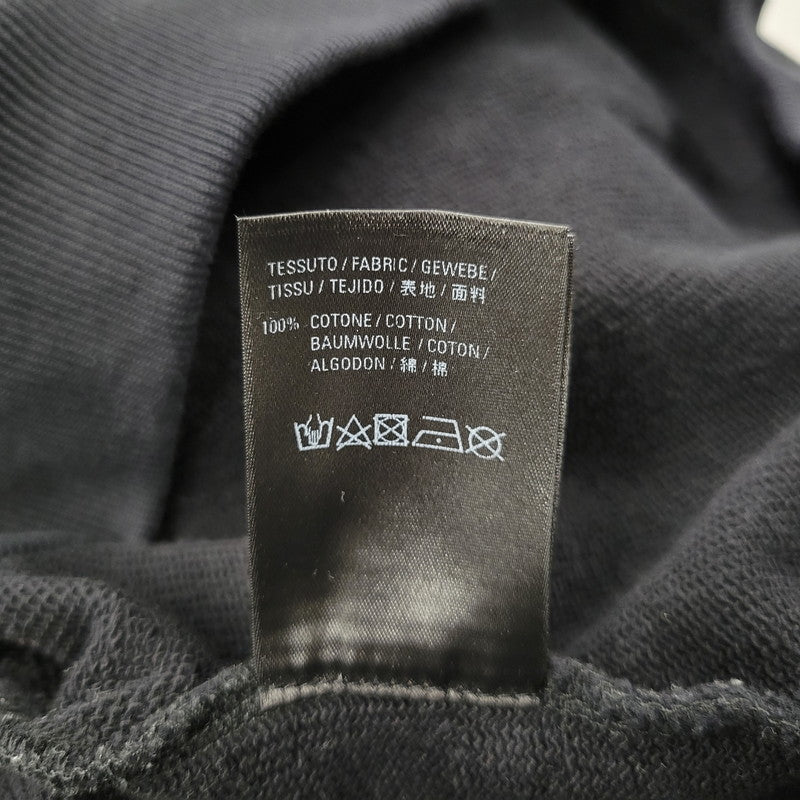 TESSUTO / FABRIC / GEWEBE /
TISSU / TEJIDO / 表地 / 面料
100% COTONE / COTTON /
BAUMWOLLE / COTON /
ALGODON / 綿 / 棉